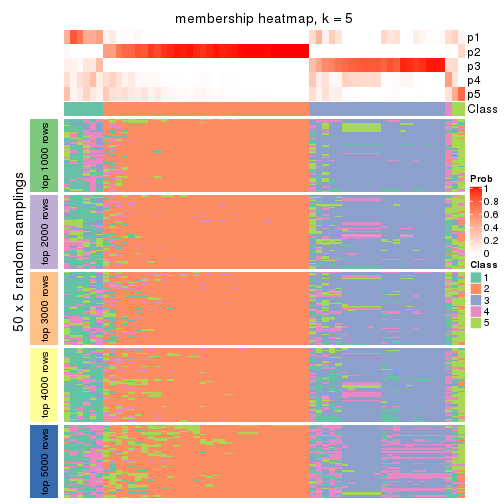 membership heatmap, k = 5
p1
p2
p3
p4
p5
Class
50 x 5 random samplings
top 1000 rows
top 2000 rows
top 3000 rows
top 4000 rows
top 5000 rows
Prob
1
0.8
0.6
0.4
0.2
0
Class
1
2
3
4
5